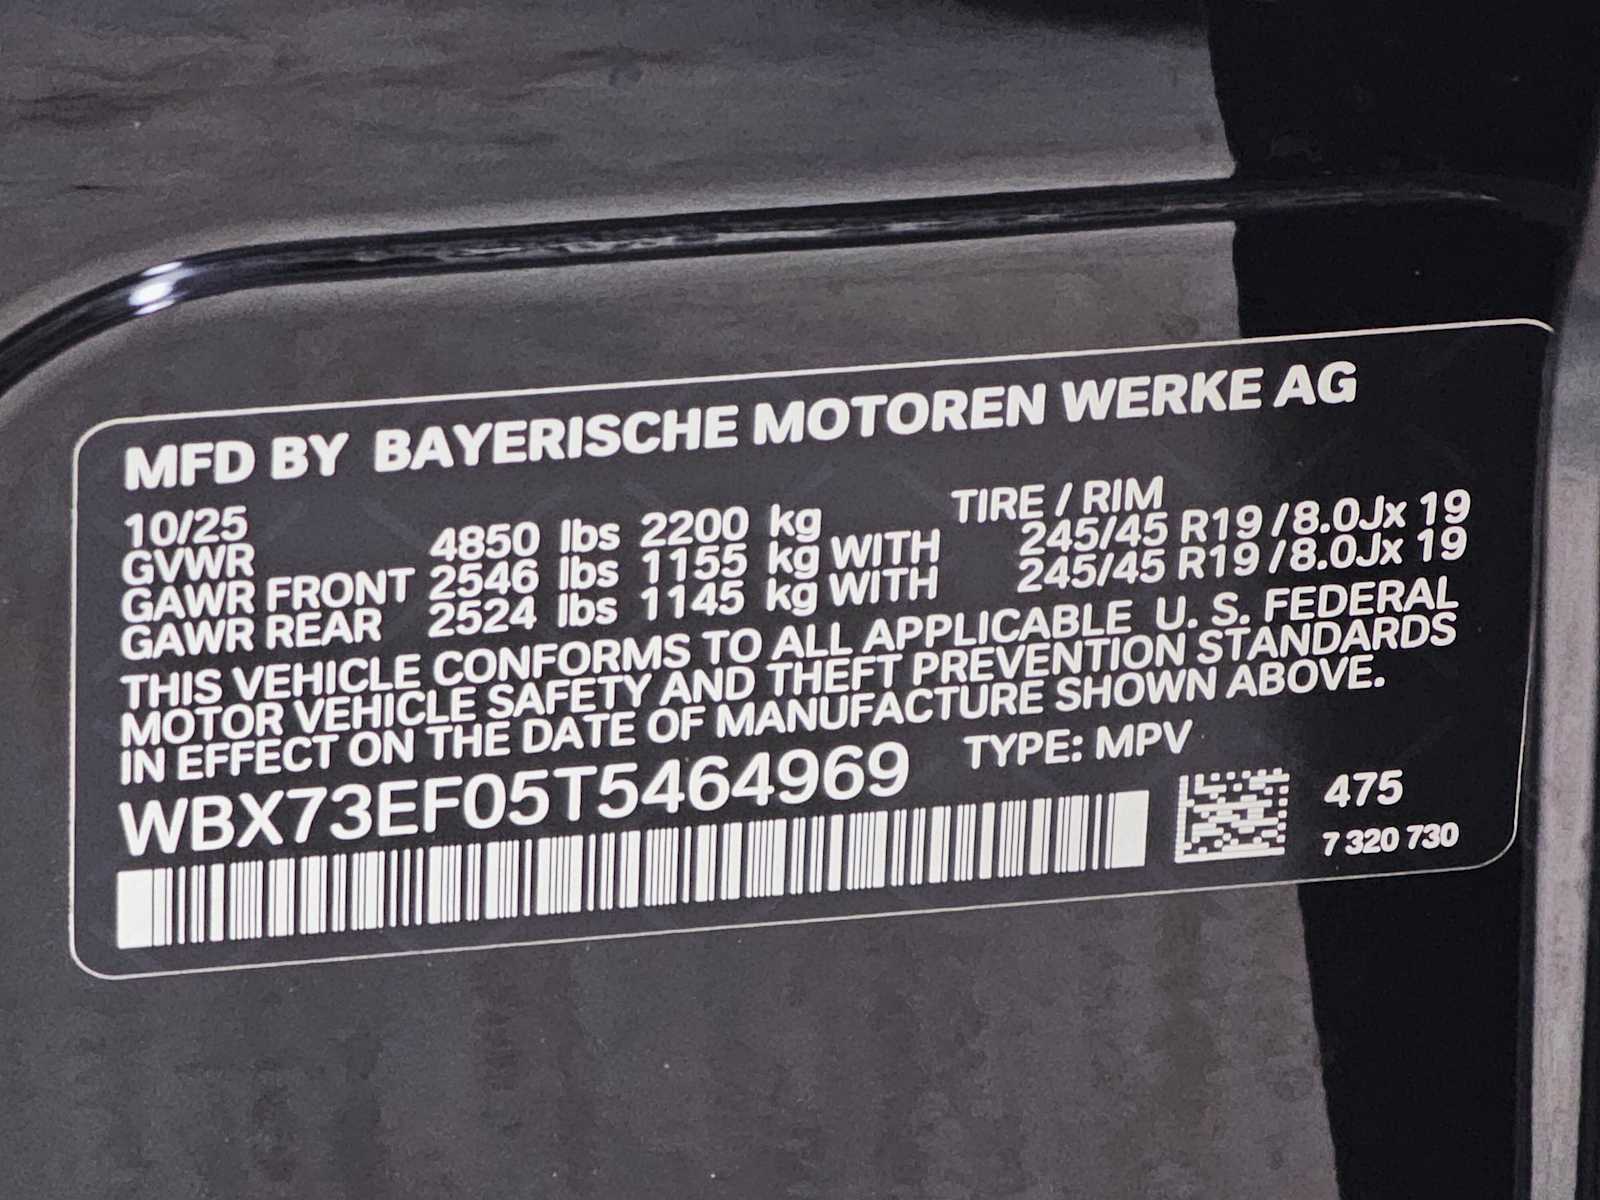 MFD BY BAYERISCHE MOTOREN WERKE AG
10/25 TIRE / RIM
GVWR 4850 lbs 2200 kg
GAWR FRONT 2546 lbs 1155 kg WITH 245/45 R19 / 8.0Jx 19
GAWR REAR 2524 lbs 1145 kg WITH 245/45 R19 / 8.0Jx 19
THIS VEHICLE CONFORMS TO ALL APPLICABLE U. S. FEDERAL
MOTOR VEHICLE SAFETY AND THEFT PREVENTION STANDARDS
IN EFFECT ON THE DATE OF MANUFACTURE SHOWN ABOVE.
WBX73EF05T5464969 TYPE: MPV
475
7 320 730